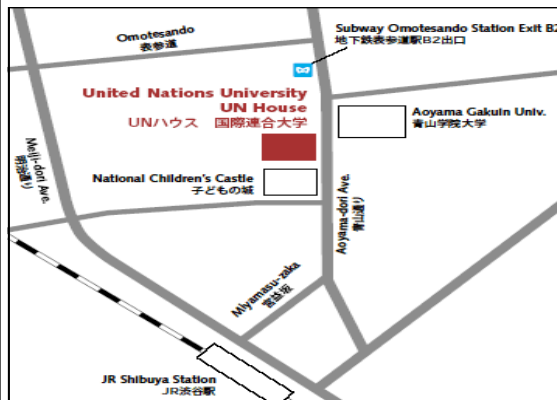 Omotesando
表参道
Subway Omotesando Station Exit B2
地下鉄表参道駅B2出口
United Nations University
UN House
UNハウス 国際連合大学
Aoyama Gakuin Univ.
青山学院大学
Meiji-dori Ave.
明治通り
National Children's Castle
子どもの城
Aoyama-dori Ave.
青山通り
Miyamasu-zaka
宮益坂
JR Shibuya Station
JR渋谷駅